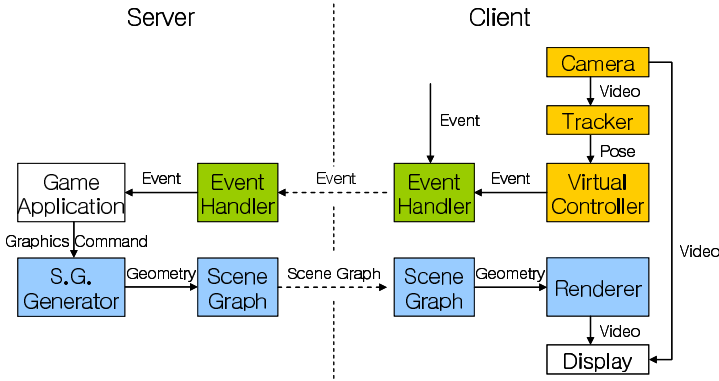 Server
Client
Camera
Video
Tracker
Event
Pose
Game
Application
Event
Event
Handler
Event
Event
Handler
Event
Virtual
Controller
Graphics Command
Video
S.G.
Generator
Geometry
Scene
Graph
Scene Graph
Scene
Graph
Geometry
Renderer
Video
Display